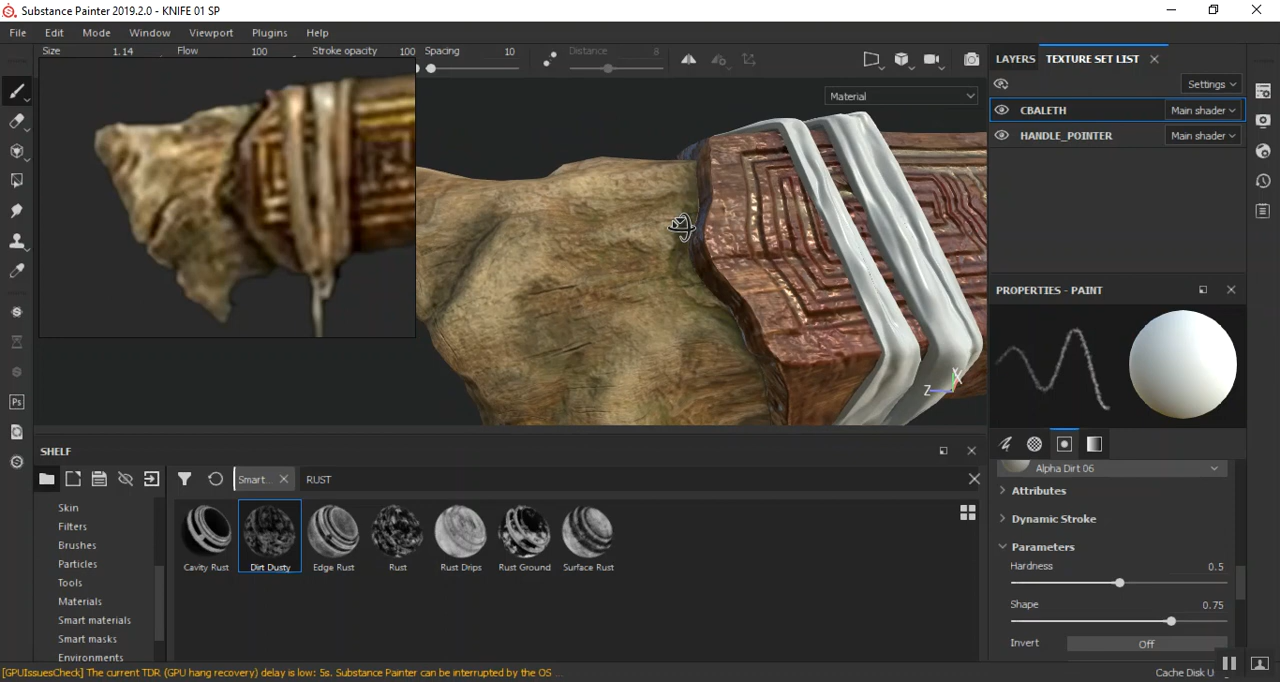 Substance Painter 2019.2.0 - KNIFE 01 SP
File Edit Mode Window Viewport Plugins Help
Size 1.14 Flow 100 Stroke opacity 100 Spacing 10 Distance 8
Material
LAYERS TEXTURE SET LIST
Settings
CBALETH Main shader
HANDLE_POINTER Main shader
Y
X
Z
PROPERTIES - PAINT
Alpha Dirt 06
Attributes
Dynamic Stroke
Parameters
Hardness 0.5
Shape 0.75
Invert Off
SHELF
Smart... RUST
Skin
Filters
Brushes
Particles
Tools
Materials
Smart materials
Smart masks
Environments
Cavity Rust Dirt Dusty Edge Rust Rust Rust Drips Rust Ground Surface Rust
Ps
[GPUIssuesCheck] The current TDR (GPU hang recovery) delay is low: 5s. Substance Painter can be interrupted by the OS ...
Cache Disk U